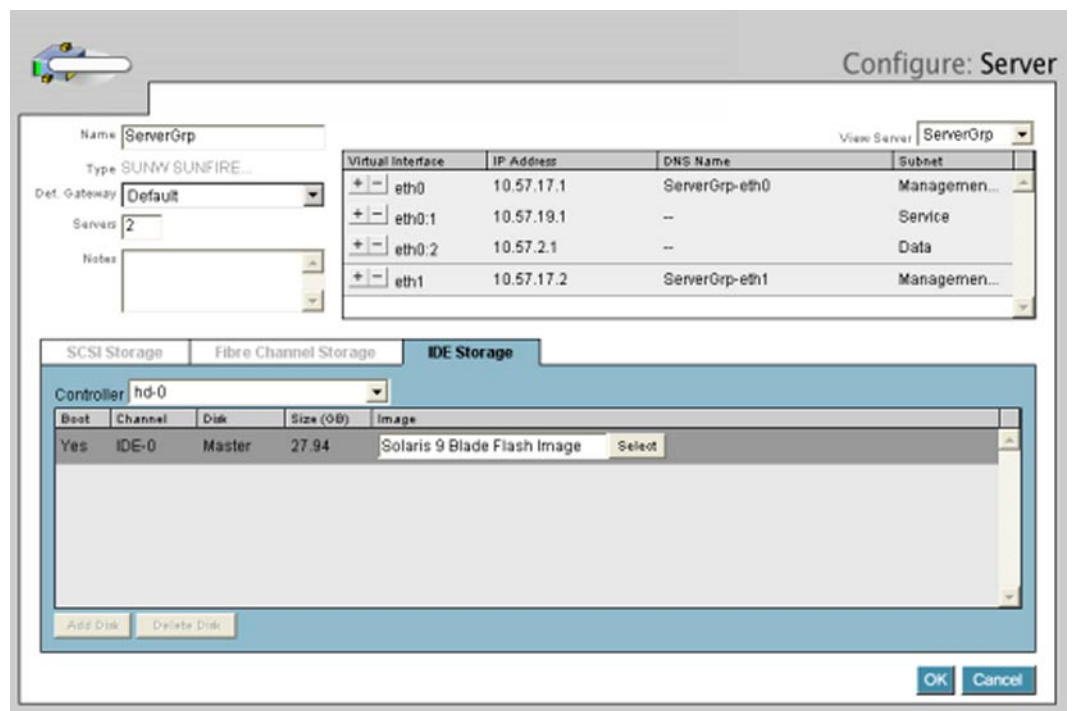 Configure: Server
Name ServerGrp
View Server ServerGrp
Type SUNW SUNFIRE...
Def. Gateway Default
Servers 2
Notes
Virtual Interface IP Address DNS Name Subnet
+ - eth0 10.57.17.1 ServerGrp-eth0 Managemen...
+ - eth0:1 10.57.19.1 -- Service
+ - eth0:2 10.57.2.1 -- Data
+ - eth1 10.57.17.2 ServerGrp-eth1 Managemen...
SCSI Storage Fibre Channel Storage IDE Storage
Controller hd-0
Boot Channel Disk Size (GB) Image
Yes IDE-0 Master 27.94 Solaris 9 Blade Flash Image Select
Add Disk Delete Disk
OK Cancel